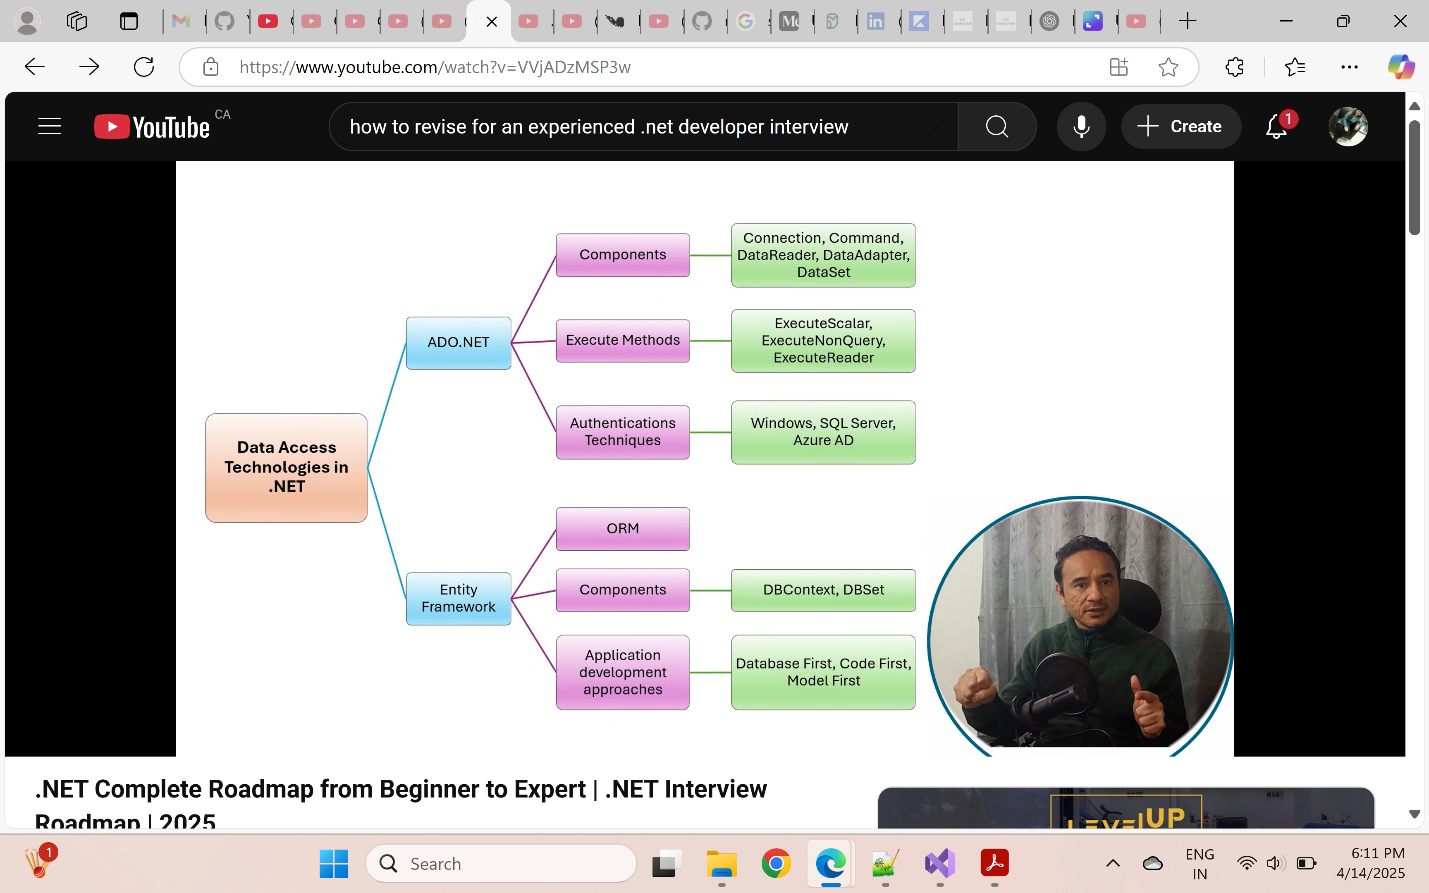 https://www.youtube.com/watch?v=VVjADzMSP3w
YouTube CA
how to revise for an experienced .net developer interview
Create
1
Components
Connection, Command,
DataReader, DataAdapter,
DataSet
ADO.NET
Execute Methods
ExecuteScalar,
ExecuteNonQuery,
ExecuteReader
Authentications
Techniques
Windows, SQL Server,
Azure AD
Data Access
Technologies in
.NET
ORM
Entity
Framework
Components
DBContext, DBSet
Application
development
approaches
Database First, Code First,
Model First
.NET Complete Roadmap from Beginner to Expert | .NET Interview
Roadmap | 2025
LEVELUP
1
Search
ENG
IN
6:11 PM
4/14/2025